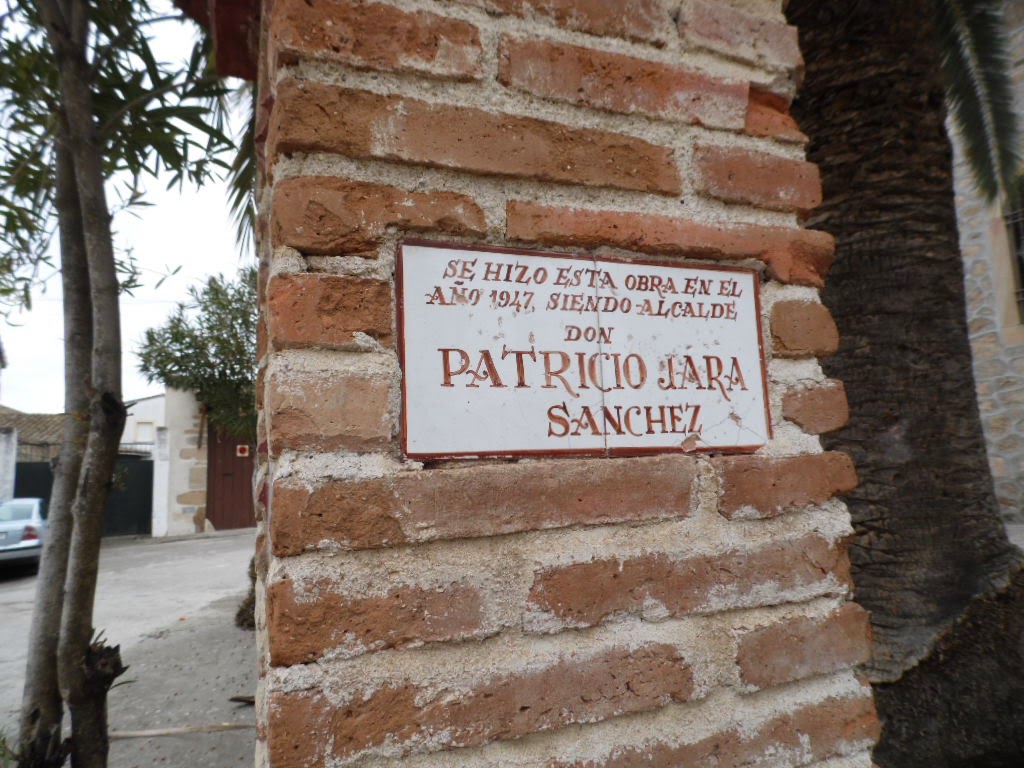 SE HIZO ESTA OBRA EN EL
AÑO 1947, SIENDO ALCALDE
DON
PATRICIO JARA
SANCHEZ